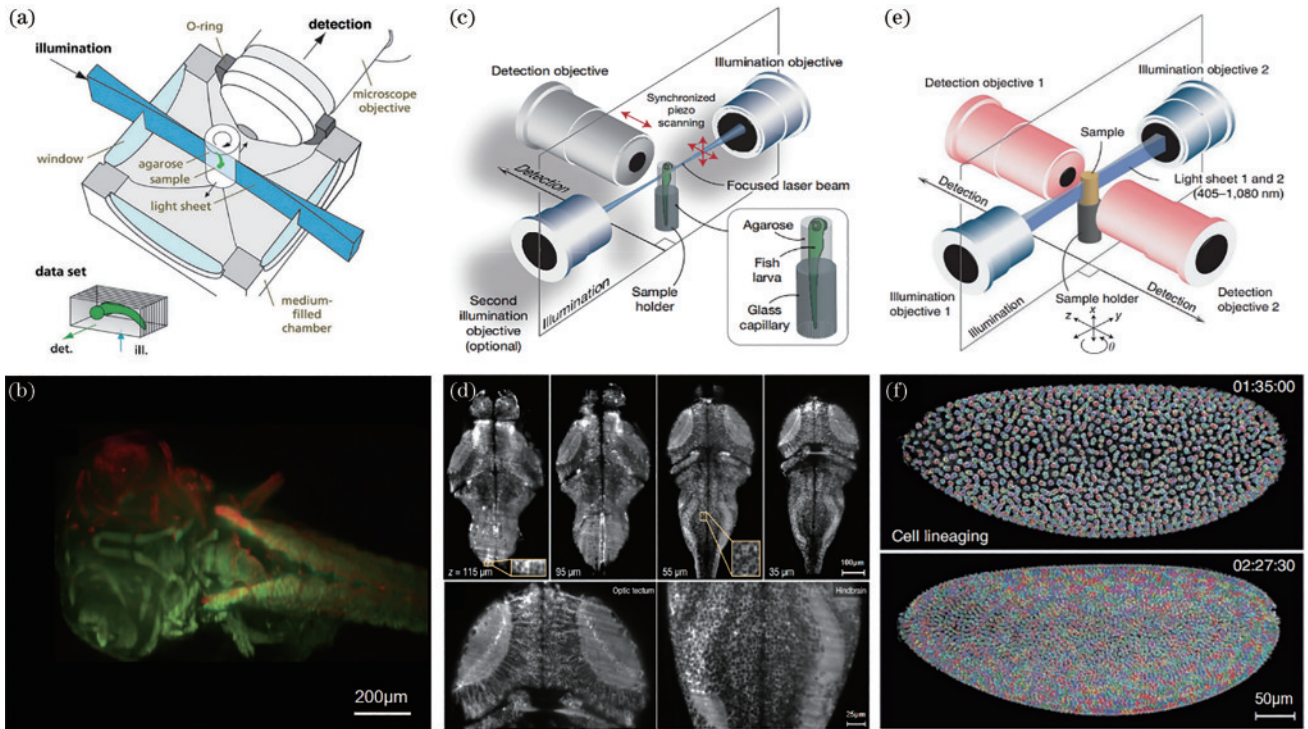 (a)
O-ring
detection
illumination
microscope
objective
window
agarose
sample
light sheet
data set
medium-
filled
chamber
det.
ill.
(b)
200μm
(c)
Detection objective
Illumination objective
Synchronized
piezo
scanning
Detection
Focused laser beam
Agarose
Fish
larva
Glass
capillary
Sample
holder
Illumination
Second
illumination
objective
(optional)
(d)
z = 115 μm
95 μm
55 μm
35 μm
100μm
Optic tectum
Hindbrain
25μm
(e)
Illumination objective 2
Detection objective 1
Sample
Light sheet 1 and 2
(405–1,080 nm)
Detection
Illumination
objective 1
Illumination
Sample holder
Detection
Detection
objective 2
x
z
y
θ
(f)
01:35:00
Cell lineaging
02:27:30
50μm